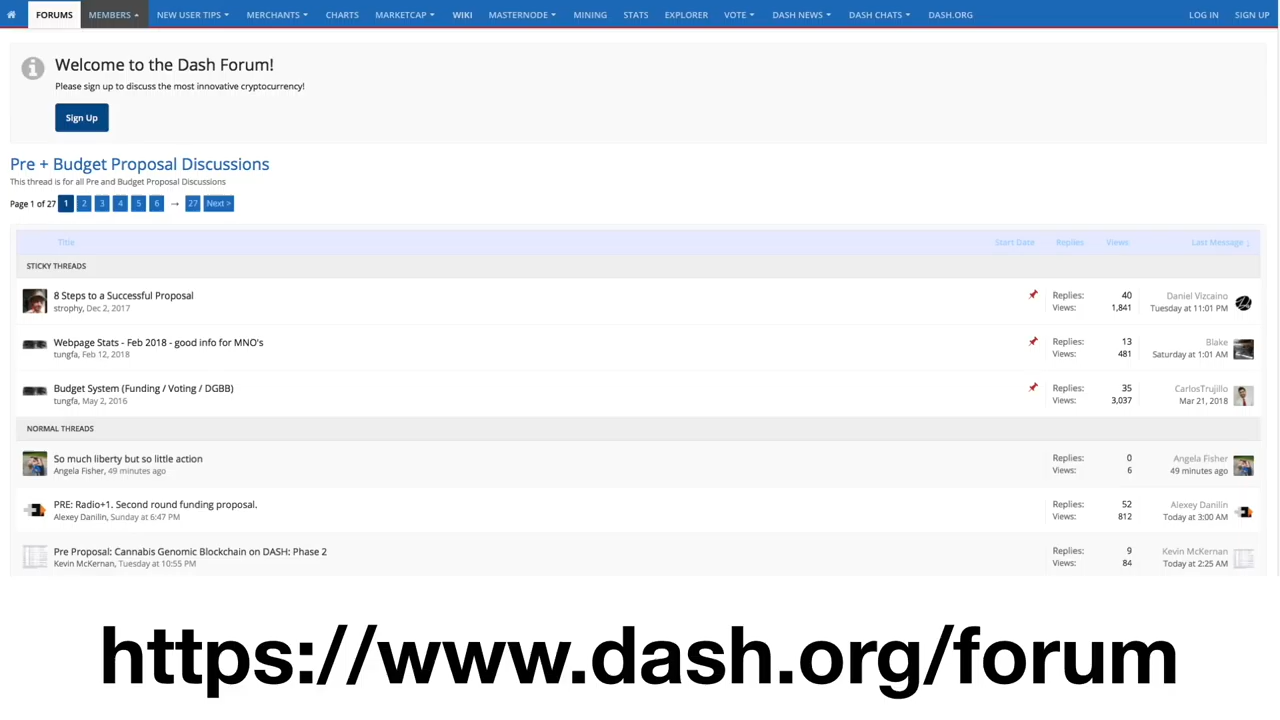 FORUMS MEMBERS NEW USER TIPS MERCHANTS CHARTS MARKETCAP WIKI MASTERNODE MINING STATS EXPLORER VOTE DASH NEWS DASH CHATS DASH.ORG LOG IN SIGN UP
Welcome to the Dash Forum!
Please sign up to discuss the most innovative cryptocurrency!
Sign Up
Pre + Budget Proposal Discussions
This thread is for all Pre and Budget Proposal Discussions
Page 1 of 27 1 2 3 4 5 6 → 27 Next >
Title Start Date Replies Views Last Message ↓
STICKY THREADS
8 Steps to a Successful Proposal Replies: 40 Daniel Vizcaino
strophy, Dec 2, 2017 Views: 1,841 Tuesday at 11:01 PM
Webpage Stats - Feb 2018 - good info for MNO's Replies: 13 Blake
tungfa, Feb 12, 2018 Views: 481 Saturday at 1:01 AM
Budget System (Funding / Voting / DGBB) Replies: 35 CarlosTrujillo
tungfa, May 2, 2016 Views: 3,037 Mar 21, 2018
NORMAL THREADS
So much liberty but so little action Replies: 0 Angela Fisher
Angela Fisher, 49 minutes ago Views: 6 49 minutes ago
PRE: Radio+1. Second round funding proposal. Replies: 52 Alexey Danilin
Alexey Danilin, Sunday at 6:47 PM Views: 812 Today at 3:00 AM
Pre Proposal: Cannabis Genomic Blockchain on DASH: Phase 2 Replies: 9 Kevin McKernan
Kevin McKernan, Tuesday at 10:55 PM Views: 84 Today at 2:25 AM
https://www.dash.org/forum